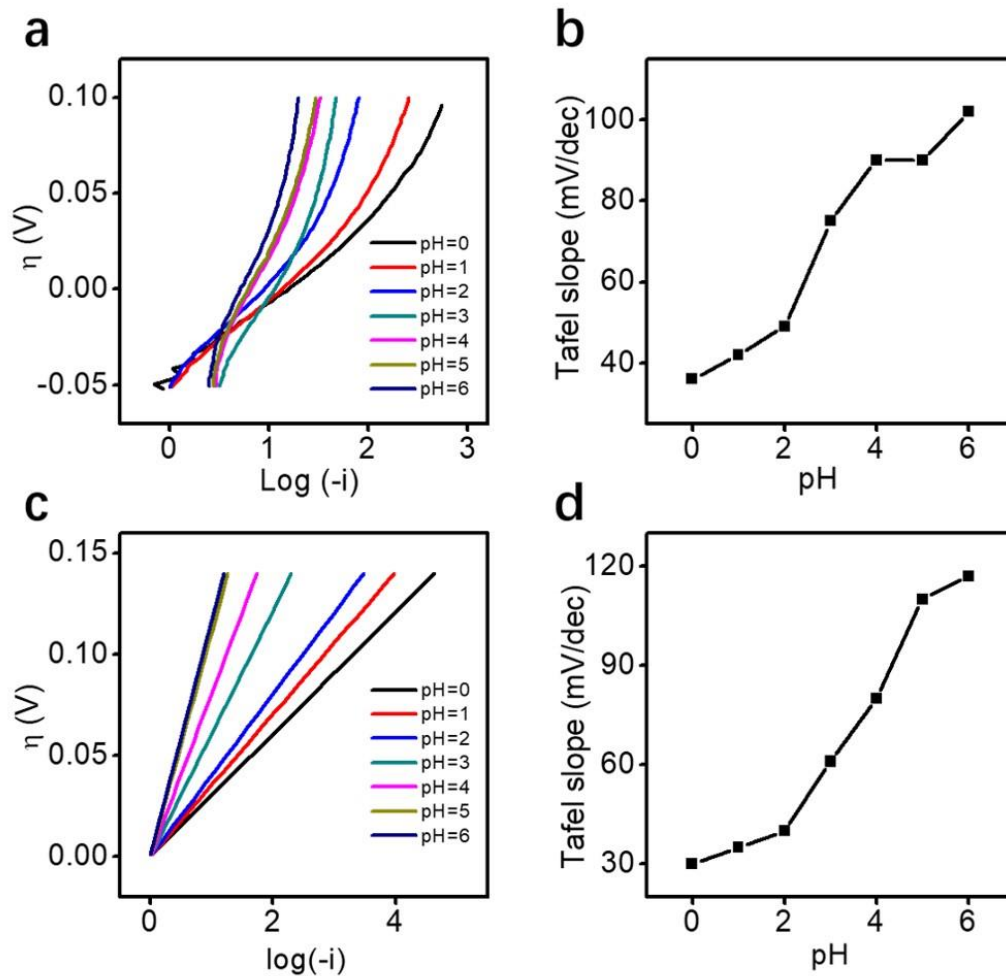 a
η (V)
0.10
0.05
0.00
-0.05
pH=0
pH=1
pH=2
pH=3
pH=4
pH=5
pH=6
0 1 2 3
Log (-i)
b
Tafel slope (mV/dec)
100
80
60
40
0 2 4 6
pH
c
η (V)
0.15
0.10
0.05
0.00
pH=0
pH=1
pH=2
pH=3
pH=4
pH=5
pH=6
0 2 4
log(-i)
d
Tafel slope (mV/dec)
120
90
60
30
0 2 4 6
pH